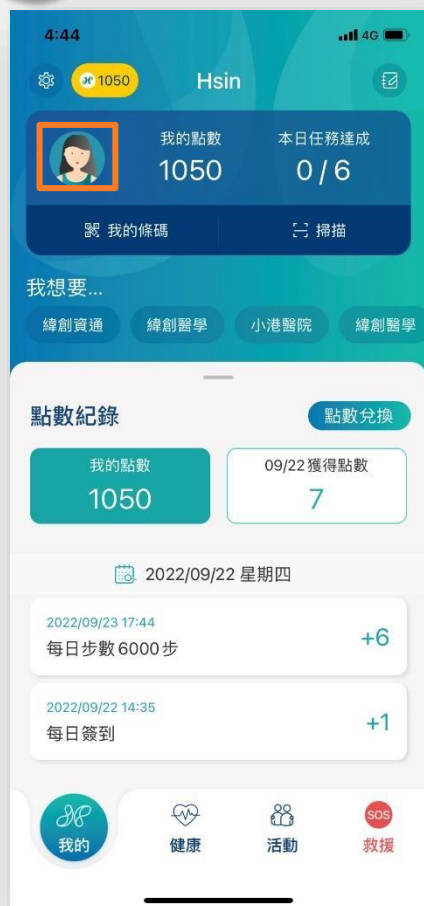 4:44
4G
1050
Hsin
我的點數
本日任務達成
1050
0 / 6
我的條碼
掃描
我想要...
緯創資通
緯創醫學
小港醫院
緯創醫學
點數紀錄
點數兌換
我的點數
09/22 獲得點數
1050
7
2022/09/22 星期四
2022/09/23 17:44
每日步數 6000 步
+6
2022/09/22 14:35
每日簽到
+1
我的
健康
活動
SOS
救援